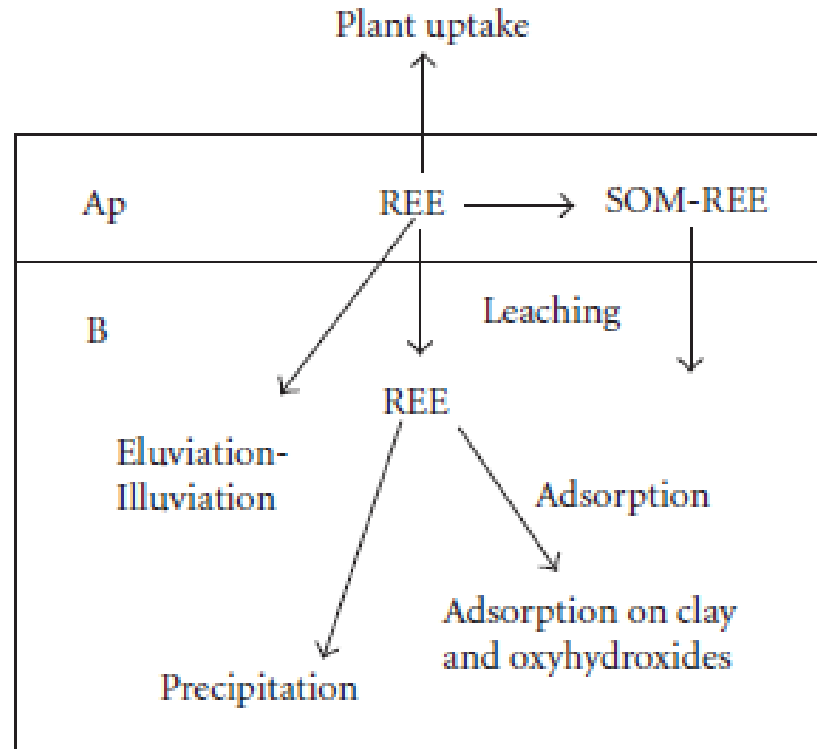 Plant uptake
Ap
REE
SOM-REE
Leaching
B
REE
Eluviation-
Illuviation
Adsorption
Adsorption on clay
and oxyhydroxides
Precipitation